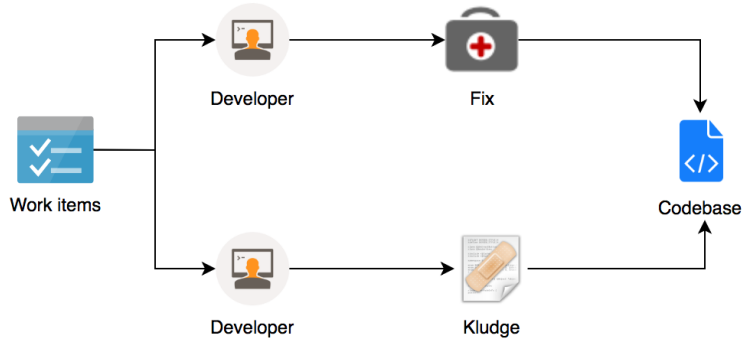 Developer
Fix
Work items
Codebase
Developer
Kludge